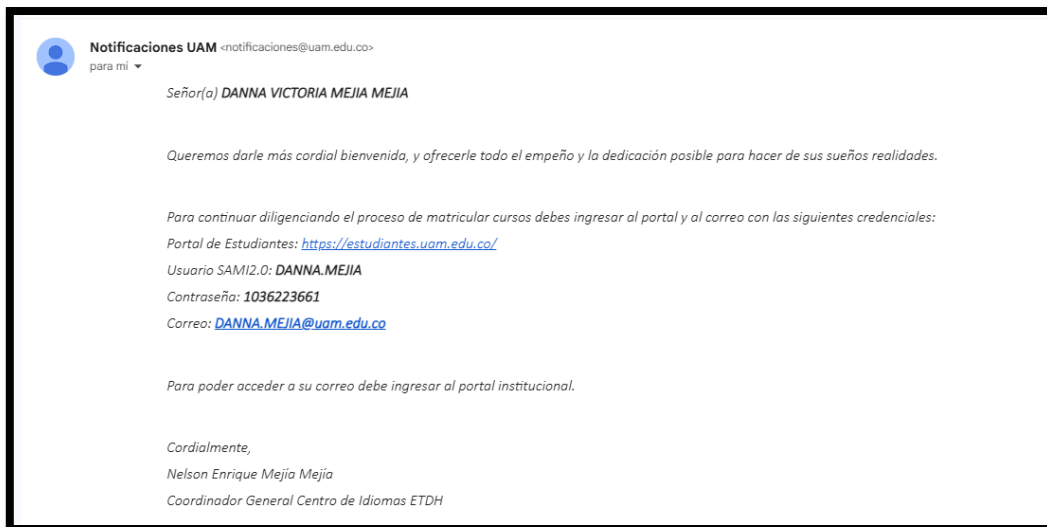 Notificaciones UAM <notificaciones@uam.edu.co>
para mí
Señor(a) DANNA VICTORIA MEJIA MEJIA
Queremos darle más cordial bienvenida, y ofrecerle todo el empeño y la dedicación posible para hacer de sus sueños realidades.
Para continuar diligenciando el proceso de matricular cursos debes ingresar al portal y al correo con las siguientes credenciales:
Portal de Estudiantes: https://estudiantes.uam.edu.co/
Usuario SAMI2.0: DANNA.MEJIA
Contraseña: 1036223661
Correo: DANNA.MEJIA@uam.edu.co
Para poder acceder a su correo debe ingresar al portal institucional.
Cordialmente,
Nelson Enrique Mejía Mejía
Coordinador General Centro de Idiomas ETDH